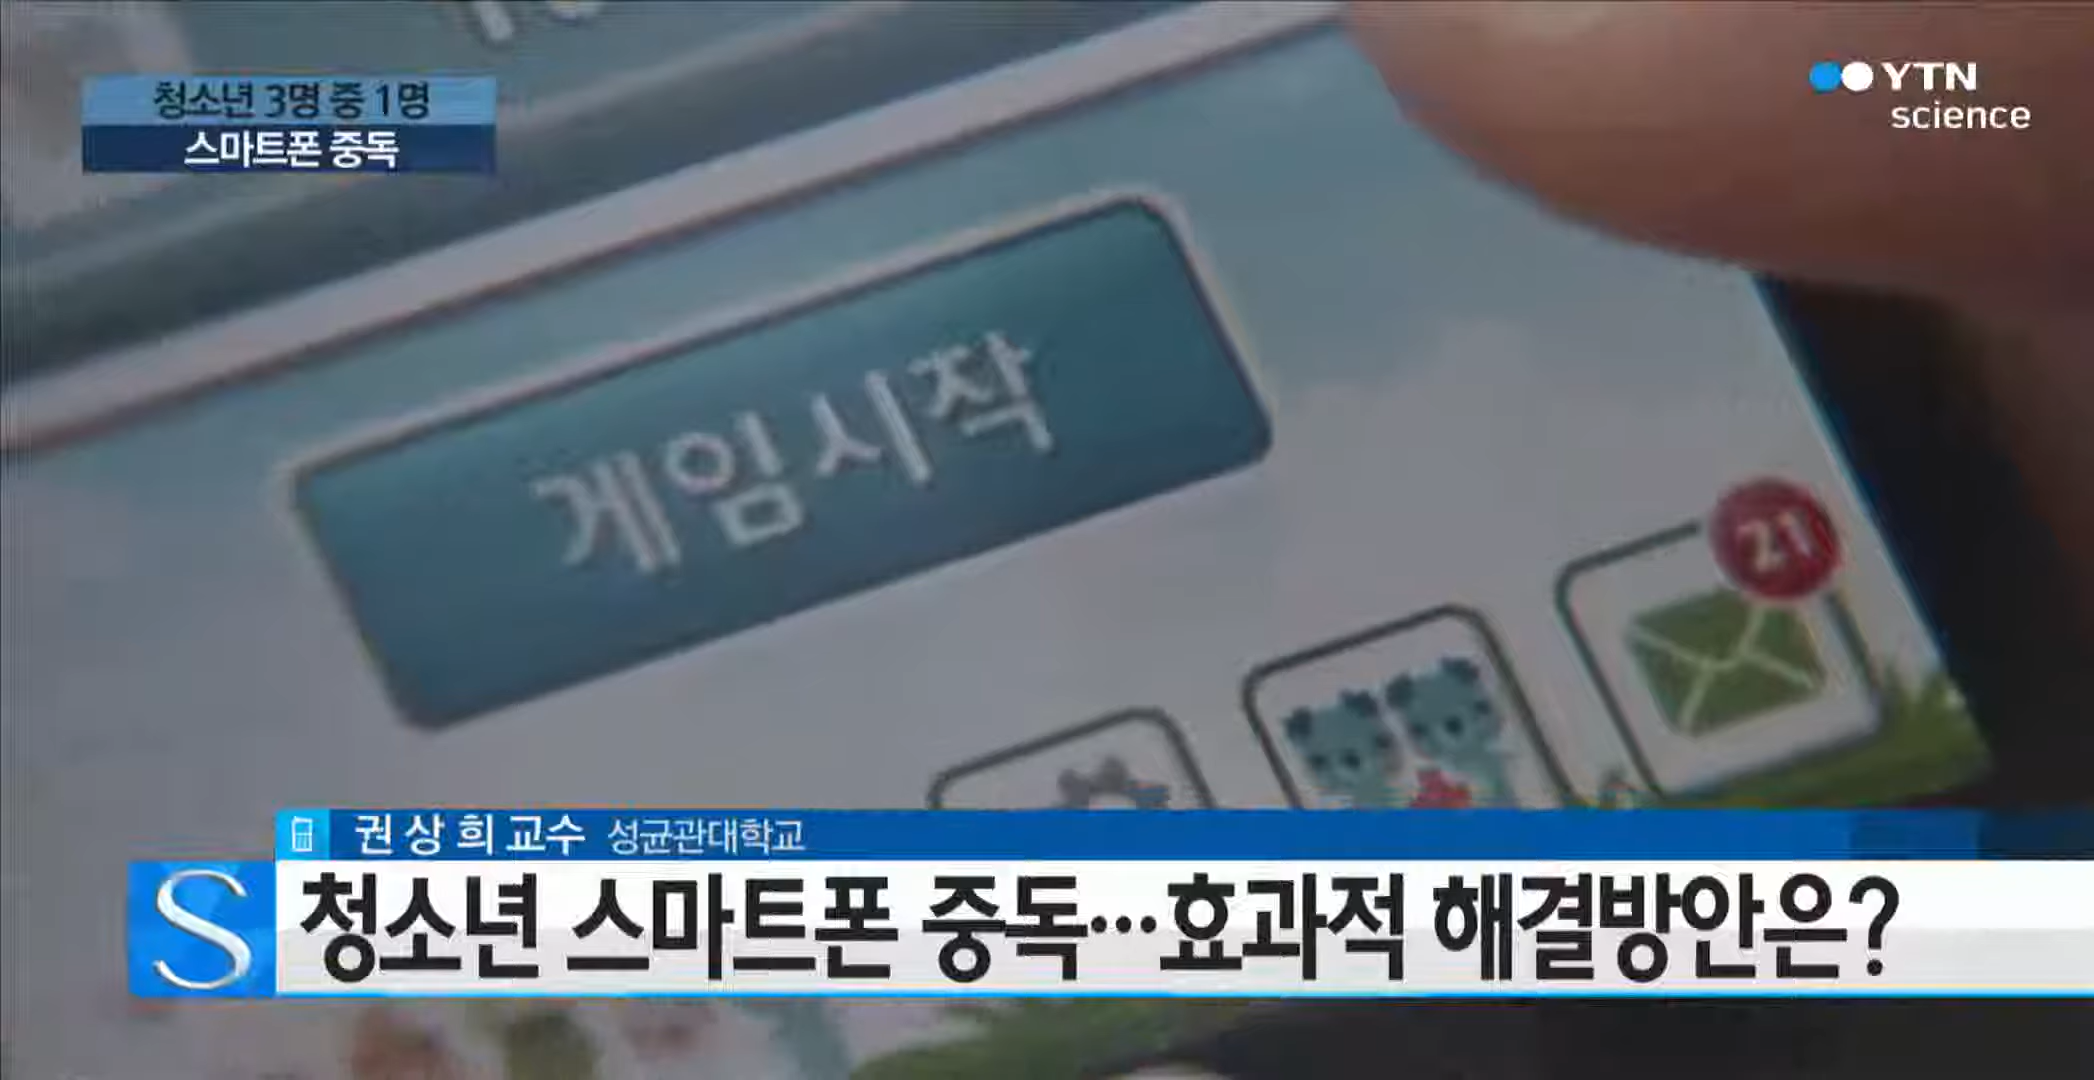 청소년 3명 중 1명
스마트폰 중독
YTN
science
게임시작
21
권상희 교수 성균관대학교
S
청소년 스마트폰 중독…효과적 해결방안은?